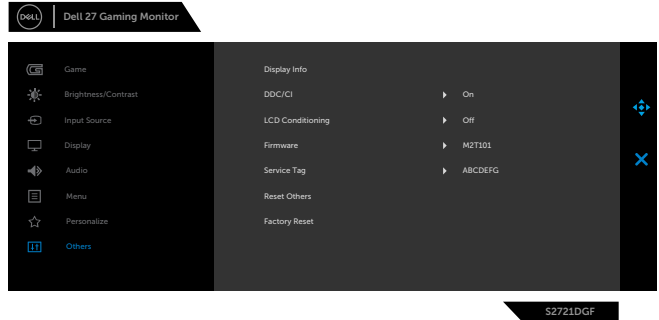 DELL Dell 27 Gaming Monitor
Game
Brightness/Contrast
Input Source
Display
Audio
Menu
Personalize
Others
Display Info
DDC/CI On
LCD Conditioning Off
Firmware M2T101
Service Tag ABCDEFG
Reset Others
Factory Reset
S2721DGF